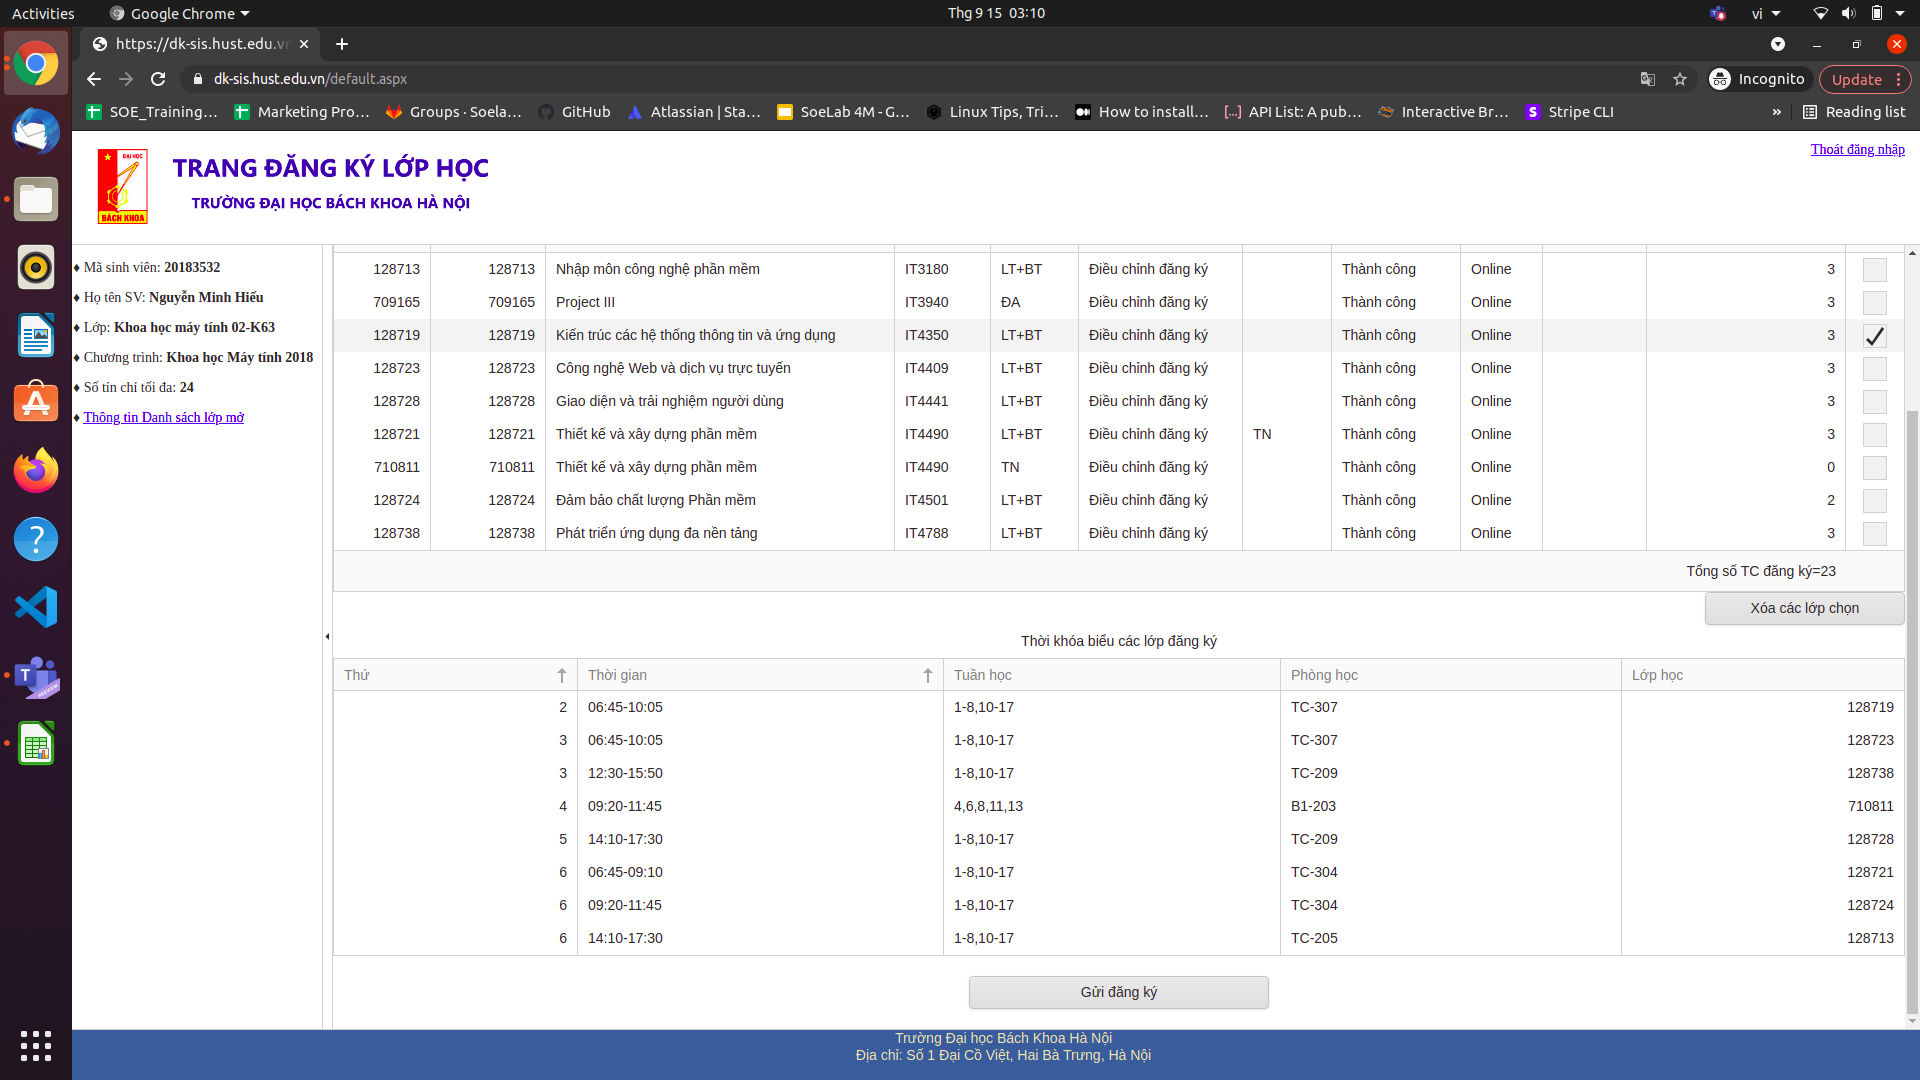 Activities
Google Chrome
Thg 9 15 03:10
vi
https://dk-sis.hust.edu.vn
dk-sis.hust.edu.vn/default.aspx
Incognito
Update
SOE_Training…
Marketing Pro…
Groups · Soela…
GitHub
Atlassian | Sta…
SoeLab 4M - G…
Linux Tips, Tri…
How to install…
API List: A pub…
Interactive Br…
Stripe CLI
»
Reading list
ĐẠI HỌC
BÁCH KHOA
TRANG ĐĂNG KÝ LỚP HỌC
TRƯỜNG ĐẠI HỌC BÁCH KHOA HÀ NỘI
Thoát đăng nhập
♦ Mã sinh viên: 20183532
♦ Họ tên SV: Nguyễn Minh Hiếu
♦ Lớp: Khoa học máy tính 02-K63
♦ Chương trình: Khoa học Máy tính 2018
♦ Số tín chỉ tối đa: 24
♦ Thông tin Danh sách lớp mở
128713 128713 Nhập môn công nghệ phần mềm IT3180 LT+BT Điều chỉnh đăng ký Thành công Online 3
709165 709165 Project III IT3940 ĐA Điều chỉnh đăng ký Thành công Online 3
128719 128719 Kiến trúc các hệ thống thông tin và ứng dụng IT4350 LT+BT Điều chỉnh đăng ký Thành công Online 3
128723 128723 Công nghệ Web và dịch vụ trực tuyến IT4409 LT+BT Điều chỉnh đăng ký Thành công Online 3
128728 128728 Giao diện và trải nghiệm người dùng IT4441 LT+BT Điều chỉnh đăng ký Thành công Online 3
128721 128721 Thiết kế và xây dựng phần mềm IT4490 LT+BT Điều chỉnh đăng ký TN Thành công Online 3
710811 710811 Thiết kế và xây dựng phần mềm IT4490 TN Điều chỉnh đăng ký Thành công Online 0
128724 128724 Đảm bảo chất lượng Phần mềm IT4501 LT+BT Điều chỉnh đăng ký Thành công Online 2
128738 128738 Phát triển ứng dụng đa nền tảng IT4788 LT+BT Điều chỉnh đăng ký Thành công Online 3
Tổng số TC đăng ký=23
Xóa các lớp chọn
Thời khóa biểu các lớp đăng ký
Thứ Thời gian Tuần học Phòng học Lớp học
2 06:45-10:05 1-8,10-17 TC-307 128719
3 06:45-10:05 1-8,10-17 TC-307 128723
3 12:30-15:50 1-8,10-17 TC-209 128738
4 09:20-11:45 4,6,8,11,13 B1-203 710811
5 14:10-17:30 1-8,10-17 TC-209 128728
6 06:45-09:10 1-8,10-17 TC-304 128721
6 09:20-11:45 1-8,10-17 TC-304 128724
6 14:10-17:30 1-8,10-17 TC-205 128713
Gửi đăng ký
Trường Đại học Bách Khoa Hà Nội
Địa chỉ: Số 1 Đại Cồ Việt, Hai Bà Trưng, Hà Nội